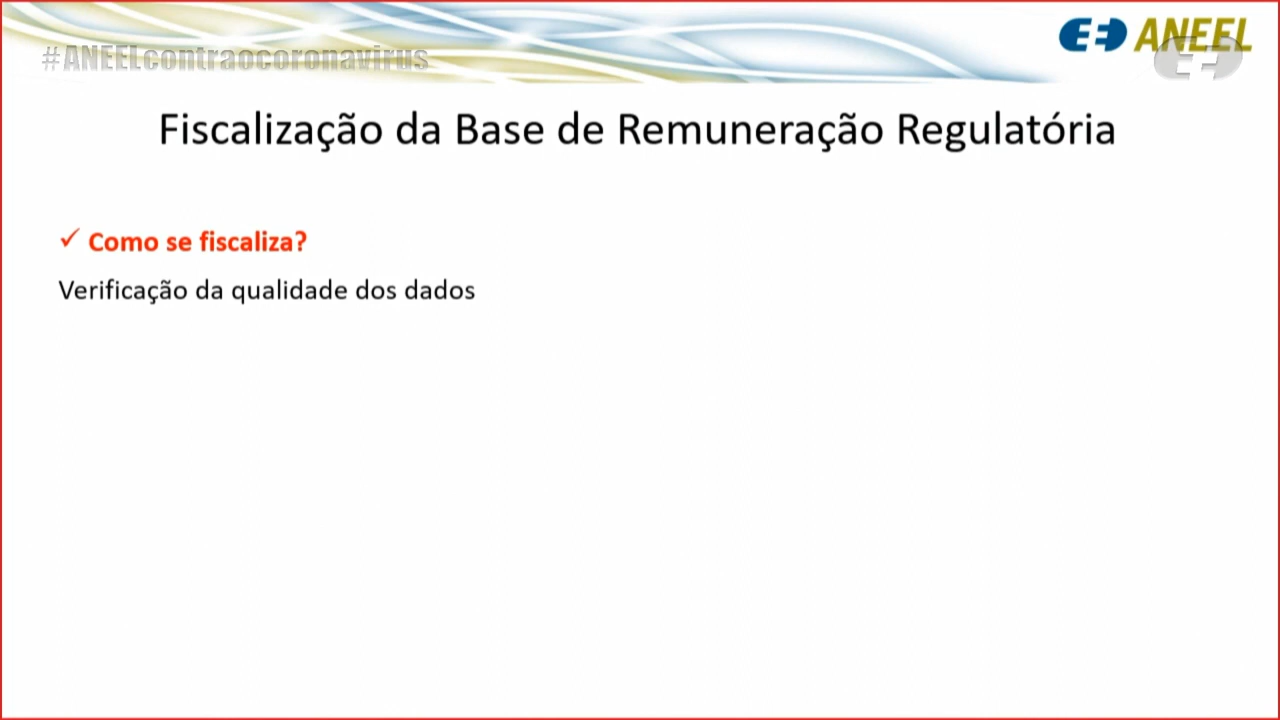 #ANEELcontraocoronavirus
ANEEL
Fiscalização da Base de Remuneração Regulatória
✓ Como se fiscaliza?
Verificação da qualidade dos dados